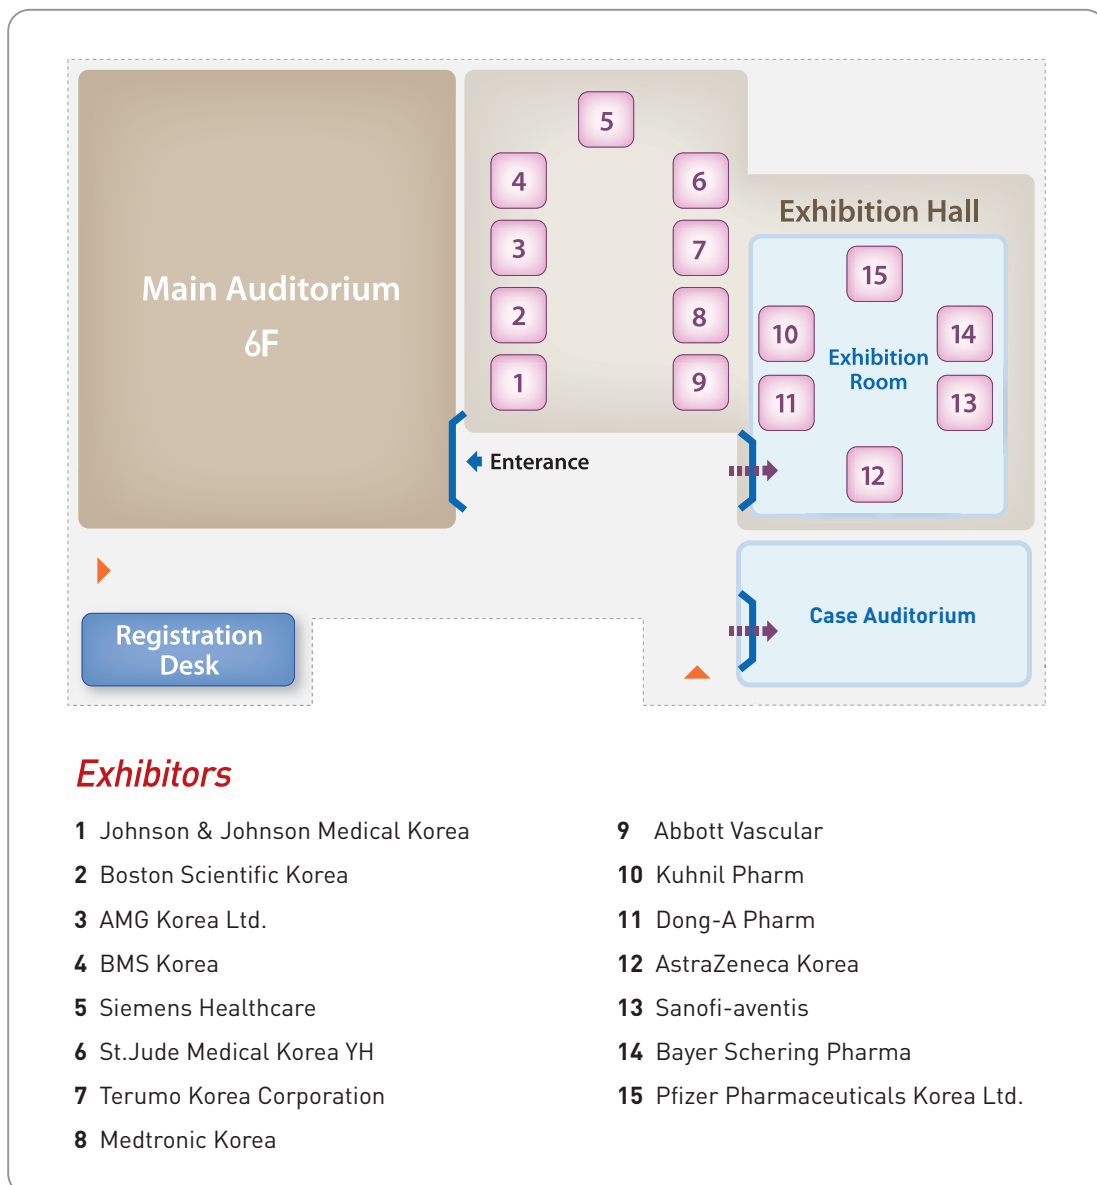 5
4
6
Exhibition Hall
3
7
15
Main Auditorium
6F
2
8
10
14
Exhibition
Room
1
9
11
13
Enterance
12
Case Auditorium
Registration
Desk
Exhibitors
1 Johnson & Johnson Medical Korea
2 Boston Scientific Korea
3 AMG Korea Ltd.
4 BMS Korea
5 Siemens Healthcare
6 St.Jude Medical Korea YH
7 Terumo Korea Corporation
8 Medtronic Korea
9 Abbott Vascular
10 Kuhnil Pharm
11 Dong-A Pharm
12 AstraZeneca Korea
13 Sanofi-aventis
14 Bayer Schering Pharma
15 Pfizer Pharmaceuticals Korea Ltd.